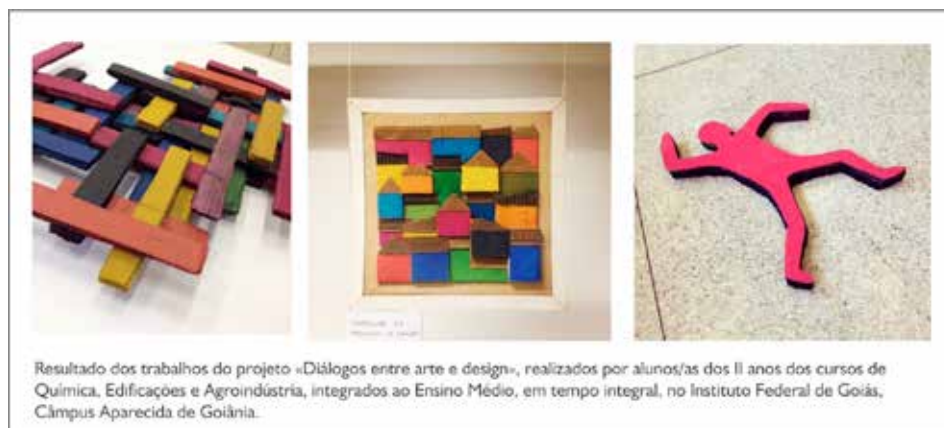 Resultado dos trabalhos do projeto «Diálogos entre arte e design», realizados por alunos/as dos II anos dos cursos de
Química, Edificações e Agroindústria, integrados ao Ensino Médio, em tempo integral, no Instituto Federal de Goiás,
Câmpus Aparecida de Goiânia.